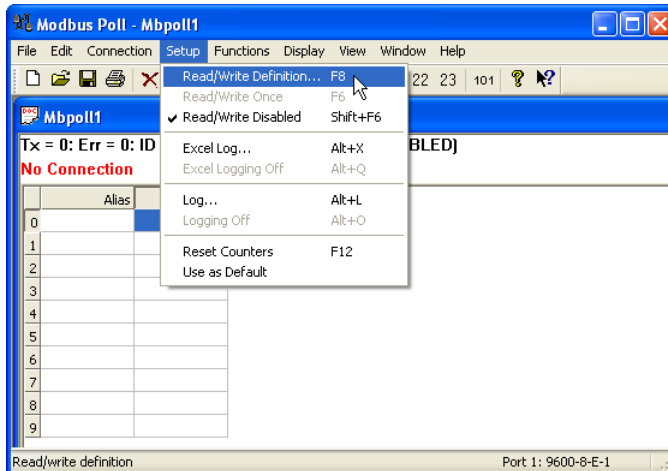 Modbus Poll - Mbpoll1
File Edit Connection Setup Functions Display View Window Help
22 23 101
Read/Write Definition... F8
Read/Write Once F6
Read/Write Disabled Shift+F6
Excel Log... Alt+X
Excel Logging Off Alt+Q
Log... Alt+L
Logging Off Alt+O
Reset Counters F12
Use as Default
Mbpoll1
Tx = 0: Err = 0: ID BLED)
No Connection
Alias
0
1
2
3
4
5
6
7
8
9
Read/write definition Port 1: 9600-8-E-1